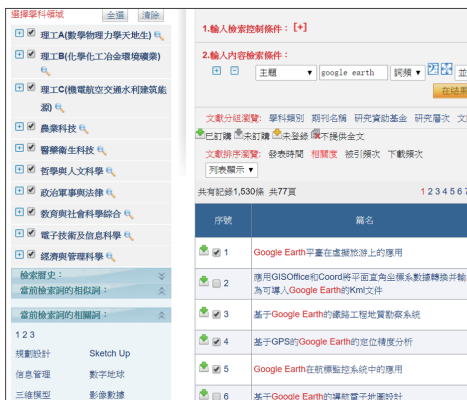 選擇學科領域
全選
清除
理工A(數學物理力學天地生)
理工B(化學化工冶金環境礦業)
理工C(機電航空交通水利建築能
源)
農業科技
醫藥衛生科技
哲學與人文科學
政治軍事與法律
教育與社會科學綜合
電子技術及信息科學
經濟與管理科學
檢索曆史：
當前檢索詞的相似詞：
當前檢索詞的相關詞：
1 2 3
規劃設計
Sketch Up
信息管理
數字地球
三維模型
影像數據
1.輸入檢索控制條件：[+]
2.輸入內容檢索條件：
主題
google earth
詞頻
並
在結果
文獻分組瀏覽： 學科類別 期刊名稱 研究資助基金 研究層次 文
已訂購 未訂購 未登錄 不提供全文
文獻排序瀏覽： 發表時間 相關度 被引頻次 下載頻次
列表顯示
共有記錄1,530條 共77頁
1 2 3 4 5 6 7
序號
篇名
1 Google Earth平臺在虛擬旅游上的應用
2 應用GISOffice和Coord將平面直角坐標系數據轉換并輸
為可導入Google Earth的Kml文件
3 基于Google Earth的鐵路工程地質勘察系統
4 基于GPS的Google Earth的定位精度分析
5 Google Earth在航標監控系統中的應用
6 基于Google Earth的導航電子地圖設計